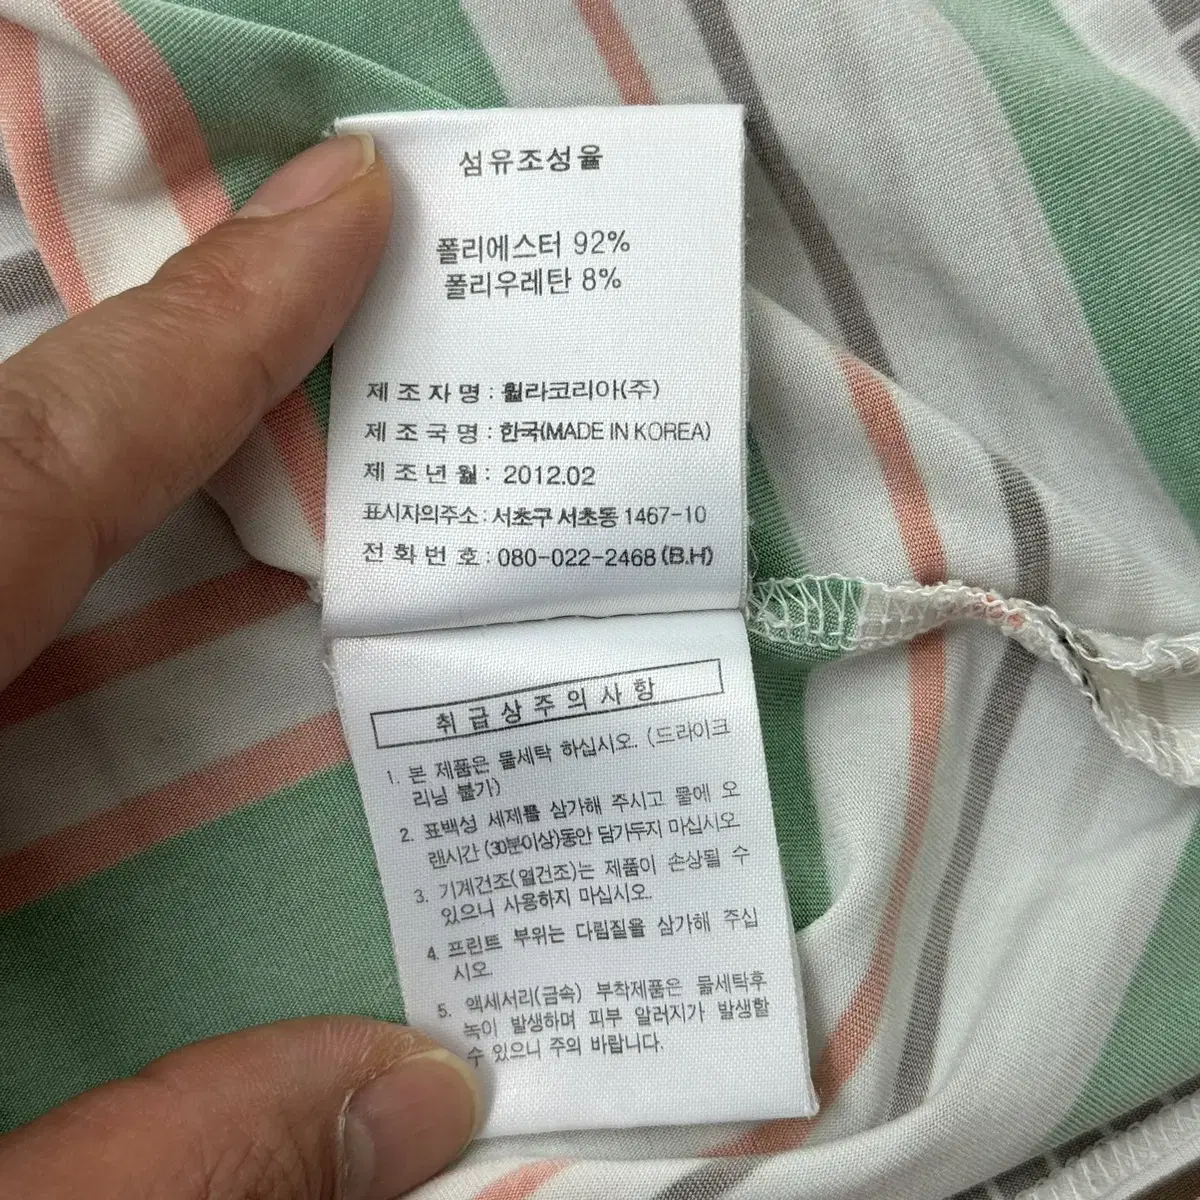 섬유조성율
폴리에스터 92%
폴리우레탄 8%
제조자명 : 휠라코리아(주)
제조국명 : 한국(MADE IN KOREA)
제조년월 : 2012.02
표시자의주소 : 서초구 서초동 1467-10
전화번호 : 080-022-2468 (B.H)
취급상주의사항
1. 본 제품은 물세탁 하십시오. (드라이크
리닝 불가)
2. 표백성 세제를 삼가해 주시고 물에 오
랜시간 (30분이상)동안 담가두지 마십시오
3. 기계건조(열건조)는 제품이 손상될 수
있으니 사용하지 마십시오.
4. 프린트 부위는 다림질을 삼가해 주십
시오.
5. 액세서리(금속) 부착제품은 물세탁후
녹이 발생하며 피부 알러지가 발생할
수 있으니 주의 바랍니다.